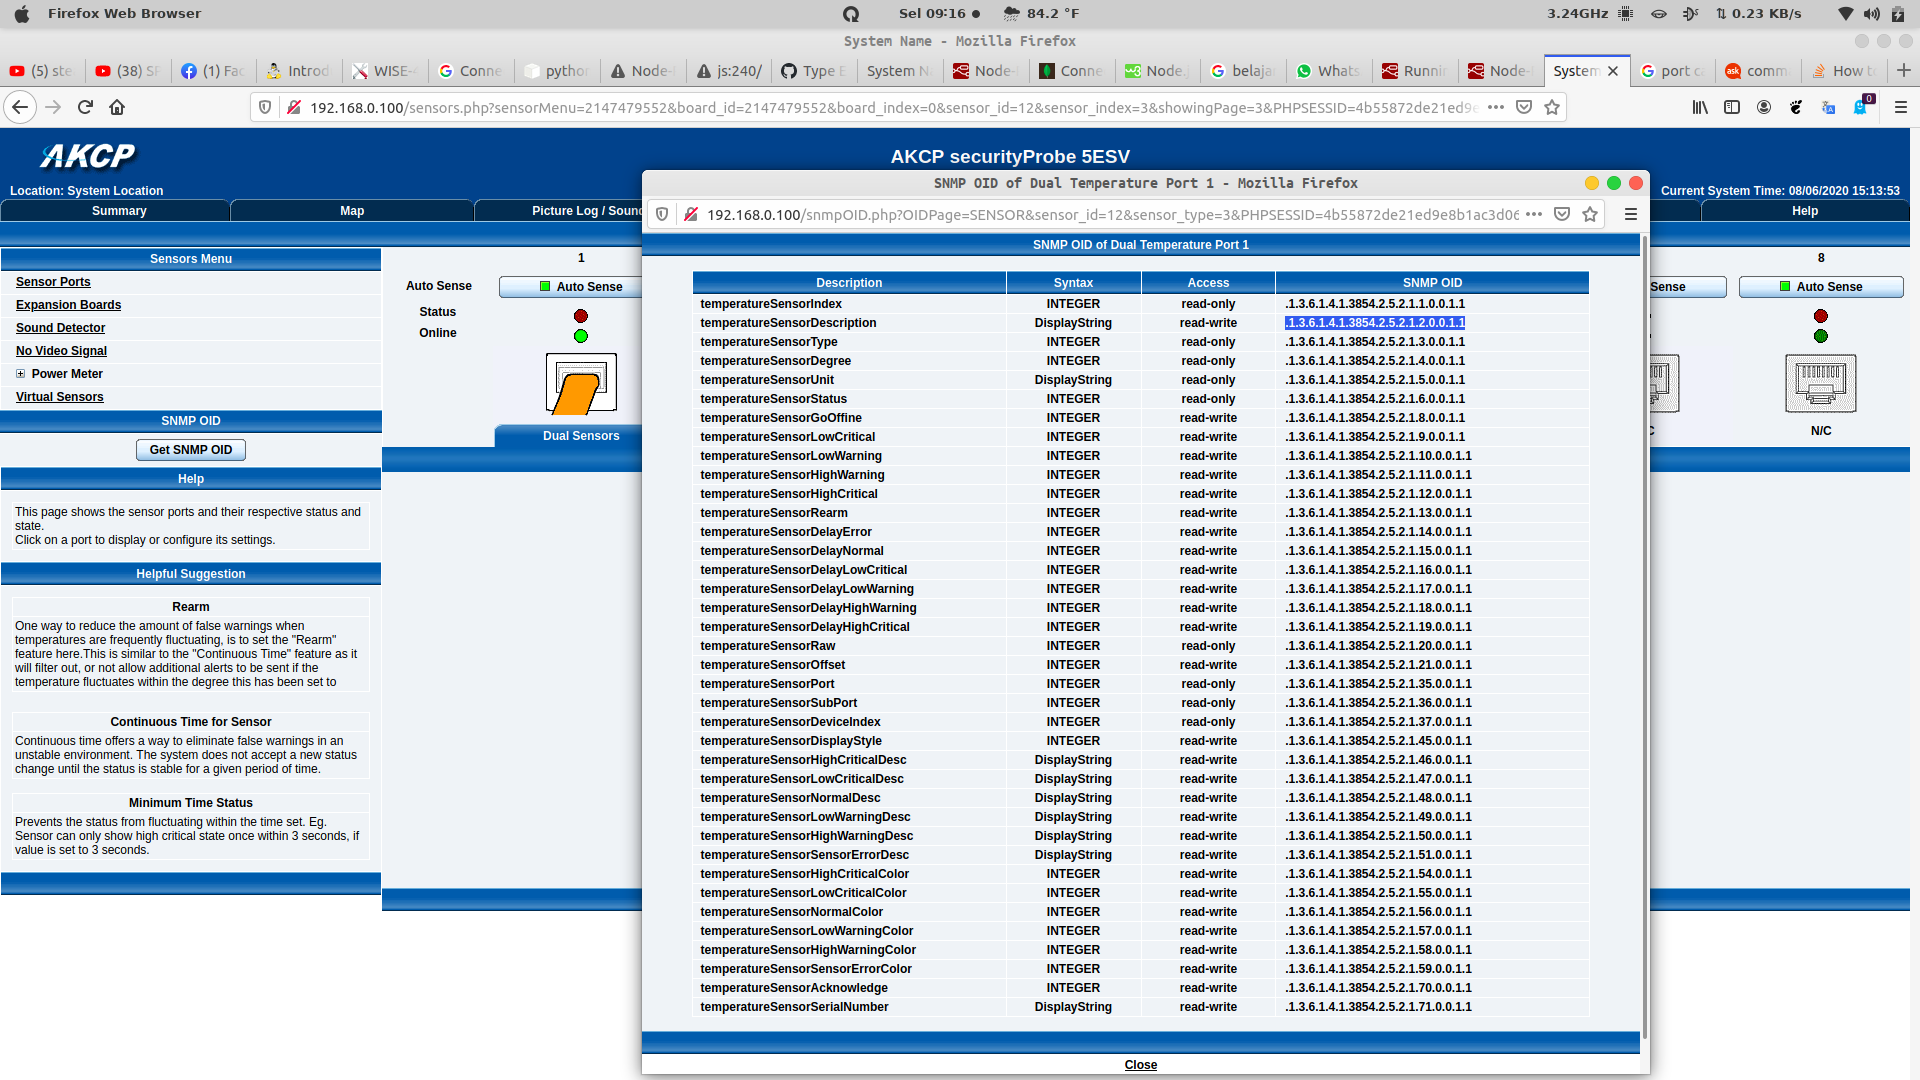 Firefox Web Browser
Sel 09:16
84.2 °F
3.24GHz
0.23 KB/s
System Name - Mozilla Firefox
(5) ste
(38) SP
(1) Fac
Introd
WISE-4
Conne
python
Node-
js:240/
Type E
System N
Node-
Conne
Node.j
belaja
Whats
Runnin
Node-
System
port ca
comma
How to
192.168.0.100/sensors.php?sensorMenu=2147479552&board_id=2147479552&board_index=0&sensor_id=12&sensor_index=3&showingPage=3&PHPSESSID=4b55872de21ed9e
0
AKCP
AKCP securityProbe 5ESV
Location: System Location
Current System Time: 08/06/2020 15:13:53
Summary
Map
Picture Log / Soun
Help
Sensors Menu
Sensor Ports
Expansion Boards
Sound Detector
No Video Signal
Power Meter
Virtual Sensors
SNMP OID
Get SNMP OID
Help
This page shows the sensor ports and their respective status and
state.
Click on a port to display or configure its settings.
Helpful Suggestion
Rearm
One way to reduce the amount of false warnings when
temperatures are frequently fluctuating, is to set the "Rearm"
feature here.This is similar to the "Continuous Time" feature as it
will filter out, or not allow additional alerts to be sent if the
temperature fluctuates within the degree this has been set to
Continuous Time for Sensor
Continuous time offers a way to eliminate false warnings in an
unstable environment. The system does not accept a new status
change until the status is stable for a given period of time.
Minimum Time Status
Prevents the status from fluctuating within the time set. Eg.
Sensor can only show high critical state once within 3 seconds, if
value is set to 3 seconds.
1
Auto Sense
Auto Sense
Status
Online
Dual Sensors
8
Sense
Auto Sense
C
N/C
SNMP OID of Dual Temperature Port 1 - Mozilla Firefox
192.168.0.100/snmpOID.php?OIDPage=SENSOR&sensor_id=12&sensor_type=3&PHPSESSID=4b55872de21ed9e8b1ac3d06
SNMP OID of Dual Temperature Port 1
Description Syntax Access SNMP OID
temperatureSensorIndex INTEGER read-only .1.3.6.1.4.1.3854.2.5.2.1.1.0.0.1.1
temperatureSensorDescription DisplayString read-write .1.3.6.1.4.1.3854.2.5.2.1.2.0.0.1.1
temperatureSensorType INTEGER read-only .1.3.6.1.4.1.3854.2.5.2.1.3.0.0.1.1
temperatureSensorDegree INTEGER read-only .1.3.6.1.4.1.3854.2.5.2.1.4.0.0.1.1
temperatureSensorUnit DisplayString read-only .1.3.6.1.4.1.3854.2.5.2.1.5.0.0.1.1
temperatureSensorStatus INTEGER read-only .1.3.6.1.4.1.3854.2.5.2.1.6.0.0.1.1
temperatureSensorGoOffine INTEGER read-write .1.3.6.1.4.1.3854.2.5.2.1.8.0.0.1.1
temperatureSensorLowCritical INTEGER read-write .1.3.6.1.4.1.3854.2.5.2.1.9.0.0.1.1
temperatureSensorLowWarning INTEGER read-write .1.3.6.1.4.1.3854.2.5.2.1.10.0.0.1.1
temperatureSensorHighWarning INTEGER read-write .1.3.6.1.4.1.3854.2.5.2.1.11.0.0.1.1
temperatureSensorHighCritical INTEGER read-write .1.3.6.1.4.1.3854.2.5.2.1.12.0.0.1.1
temperatureSensorRearm INTEGER read-write .1.3.6.1.4.1.3854.2.5.2.1.13.0.0.1.1
temperatureSensorDelayError INTEGER read-write .1.3.6.1.4.1.3854.2.5.2.1.14.0.0.1.1
temperatureSensorDelayNormal INTEGER read-write .1.3.6.1.4.1.3854.2.5.2.1.15.0.0.1.1
temperatureSensorDelayLowCritical INTEGER read-write .1.3.6.1.4.1.3854.2.5.2.1.16.0.0.1.1
temperatureSensorDelayLowWarning INTEGER read-write .1.3.6.1.4.1.3854.2.5.2.1.17.0.0.1.1
temperatureSensorDelayHighWarning INTEGER read-write .1.3.6.1.4.1.3854.2.5.2.1.18.0.0.1.1
temperatureSensorDelayHighCritical INTEGER read-write .1.3.6.1.4.1.3854.2.5.2.1.19.0.0.1.1
temperatureSensorRaw INTEGER read-only .1.3.6.1.4.1.3854.2.5.2.1.20.0.0.1.1
temperatureSensorOffset INTEGER read-write .1.3.6.1.4.1.3854.2.5.2.1.21.0.0.1.1
temperatureSensorPort INTEGER read-only .1.3.6.1.4.1.3854.2.5.2.1.35.0.0.1.1
temperatureSensorSubPort INTEGER read-only .1.3.6.1.4.1.3854.2.5.2.1.36.0.0.1.1
temperatureSensorDeviceIndex INTEGER read-only .1.3.6.1.4.1.3854.2.5.2.1.37.0.0.1.1
temperatureSensorDisplayStyle INTEGER read-write .1.3.6.1.4.1.3854.2.5.2.1.45.0.0.1.1
temperatureSensorHighCriticalDesc DisplayString read-write .1.3.6.1.4.1.3854.2.5.2.1.46.0.0.1.1
temperatureSensorLowCriticalDesc DisplayString read-write .1.3.6.1.4.1.3854.2.5.2.1.47.0.0.1.1
temperatureSensorNormalDesc DisplayString read-write .1.3.6.1.4.1.3854.2.5.2.1.48.0.0.1.1
temperatureSensorLowWarningDesc DisplayString read-write .1.3.6.1.4.1.3854.2.5.2.1.49.0.0.1.1
temperatureSensorHighWarningDesc DisplayString read-write .1.3.6.1.4.1.3854.2.5.2.1.50.0.0.1.1
temperatureSensorSensorErrorDesc DisplayString read-write .1.3.6.1.4.1.3854.2.5.2.1.51.0.0.1.1
temperatureSensorHighCriticalColor INTEGER read-write .1.3.6.1.4.1.3854.2.5.2.1.54.0.0.1.1
temperatureSensorLowCriticalColor INTEGER read-write .1.3.6.1.4.1.3854.2.5.2.1.55.0.0.1.1
temperatureSensorNormalColor INTEGER read-write .1.3.6.1.4.1.3854.2.5.2.1.56.0.0.1.1
temperatureSensorLowWarningColor INTEGER read-write .1.3.6.1.4.1.3854.2.5.2.1.57.0.0.1.1
temperatureSensorHighWarningColor INTEGER read-write .1.3.6.1.4.1.3854.2.5.2.1.58.0.0.1.1
temperatureSensorSensorErrorColor INTEGER read-write .1.3.6.1.4.1.3854.2.5.2.1.59.0.0.1.1
temperatureSensorAcknowledge INTEGER read-write .1.3.6.1.4.1.3854.2.5.2.1.70.0.0.1.1
temperatureSensorSerialNumber DisplayString read-write .1.3.6.1.4.1.3854.2.5.2.1.71.0.0.1.1
Close